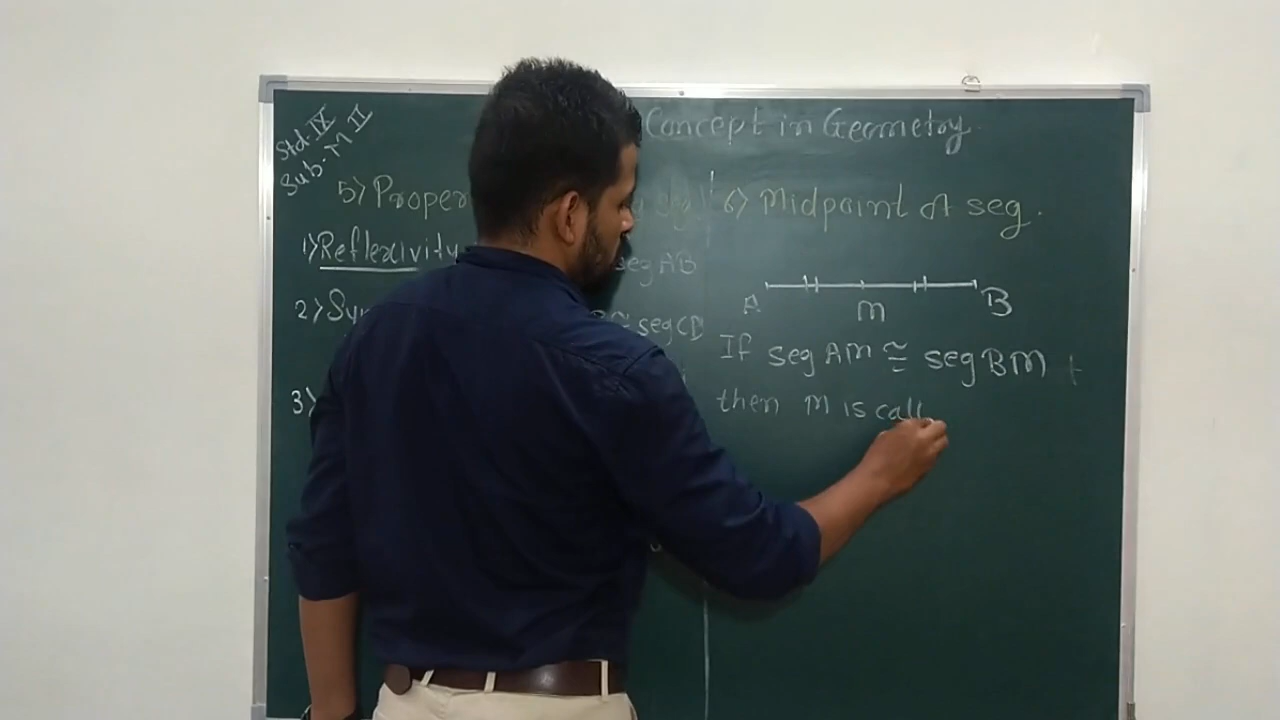 Std. IV
Sub. M II
Concept in Geometry
5) Proper
1) Reflexivity
seg AB
2) Sy
≅ seg CD
3)
6) Midpoint of seg.
A M B
If seg AM ≅ seg BM
then M is call